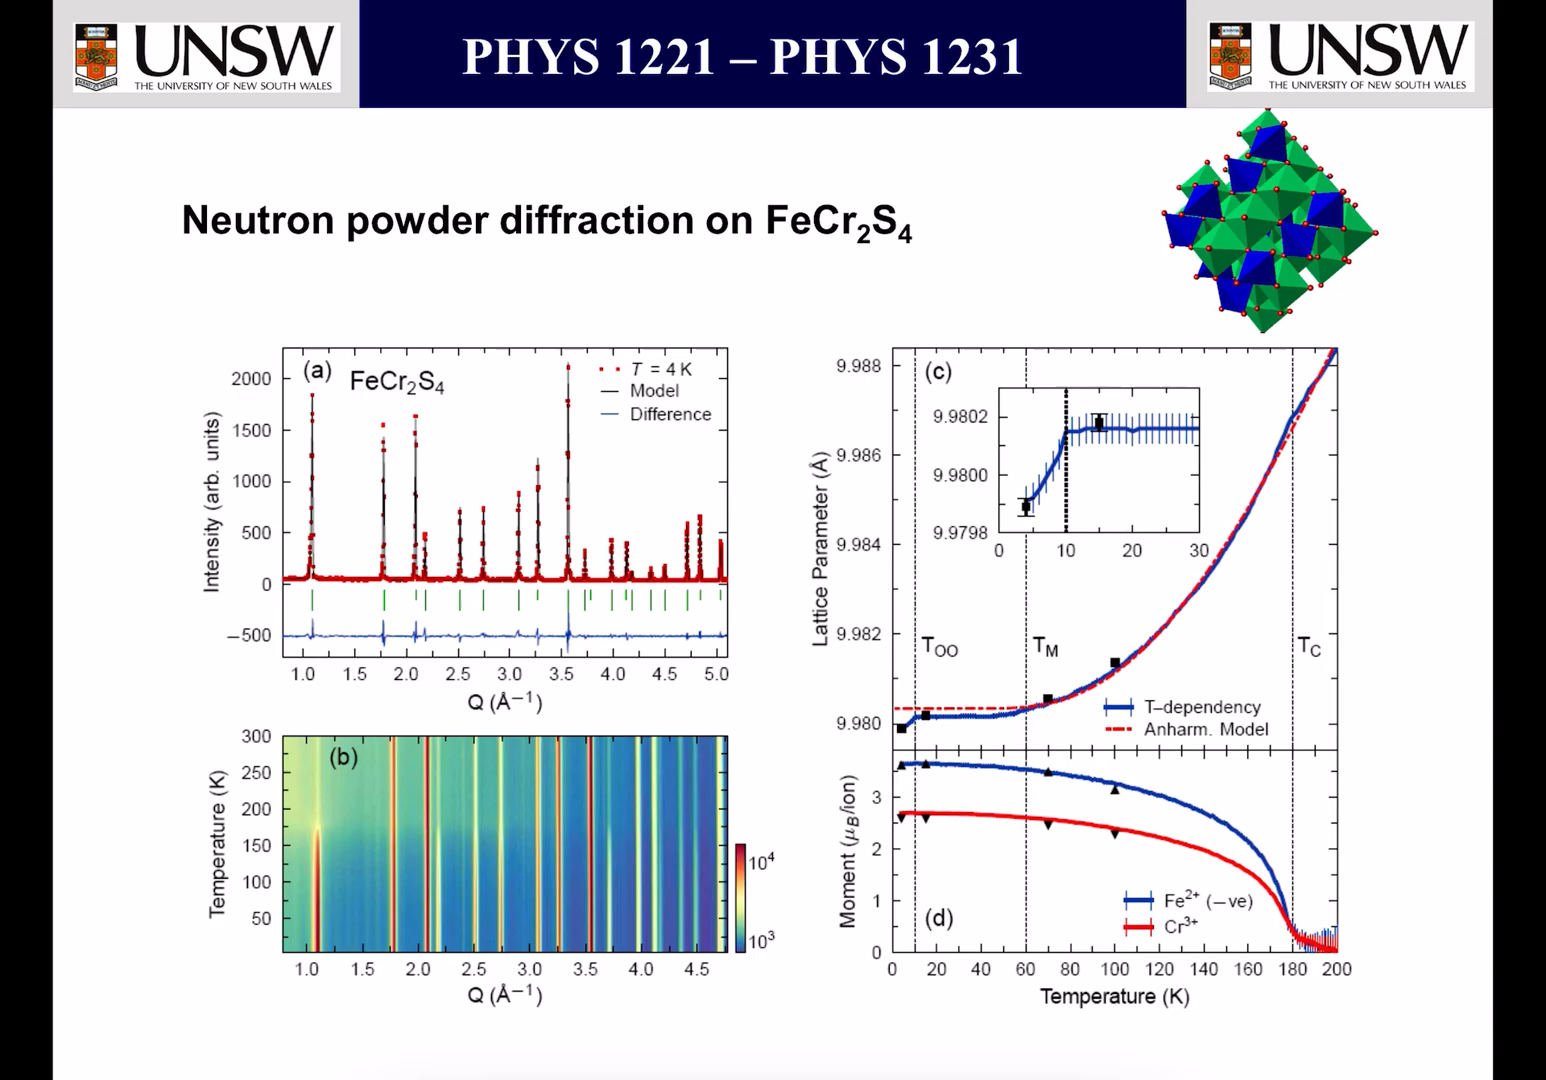 UNSW
THE UNIVERSITY OF NEW SOUTH WALES
PHYS 1221 – PHYS 1231
UNSW
THE UNIVERSITY OF NEW SOUTH WALES
Neutron powder diffraction on FeCr₂S₄
(a)
FeCr₂S₄
T = 4 K
Model
Difference
Intensity (arb. units)
2000
1500
1000
500
0
−500
1.0 1.5 2.0 2.5 3.0 3.5 4.0 4.5 5.0
Q (Å⁻¹)
(b)
Temperature (K)
300
250
200
150
100
50
10⁴
10³
1.0 1.5 2.0 2.5 3.0 3.5 4.0 4.5
Q (Å⁻¹)
(c)
Lattice Parameter (Å)
9.988
9.986
9.984
9.982
9.980
9.9802
9.9800
9.9798
0 10 20 30
T_OO
T_M
T_C
T–dependency
Anharm. Model
(d)
Moment (μ_B/ion)
3
2
1
0
Fe²⁺ (−ve)
Cr³⁺
0 20 40 60 80 100 120 140 160 180 200
Temperature (K)